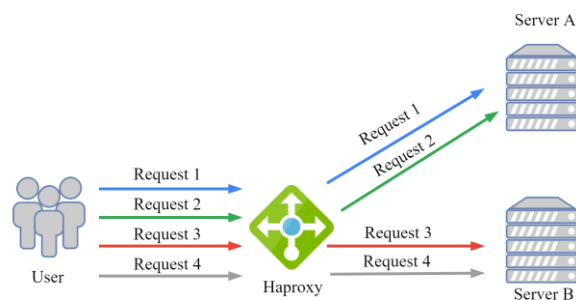 Server A
Request 1
Request 2
Request 1
Request 2
Request 3
Request 4
Request 3
Request 4
User
Haproxy
Server B